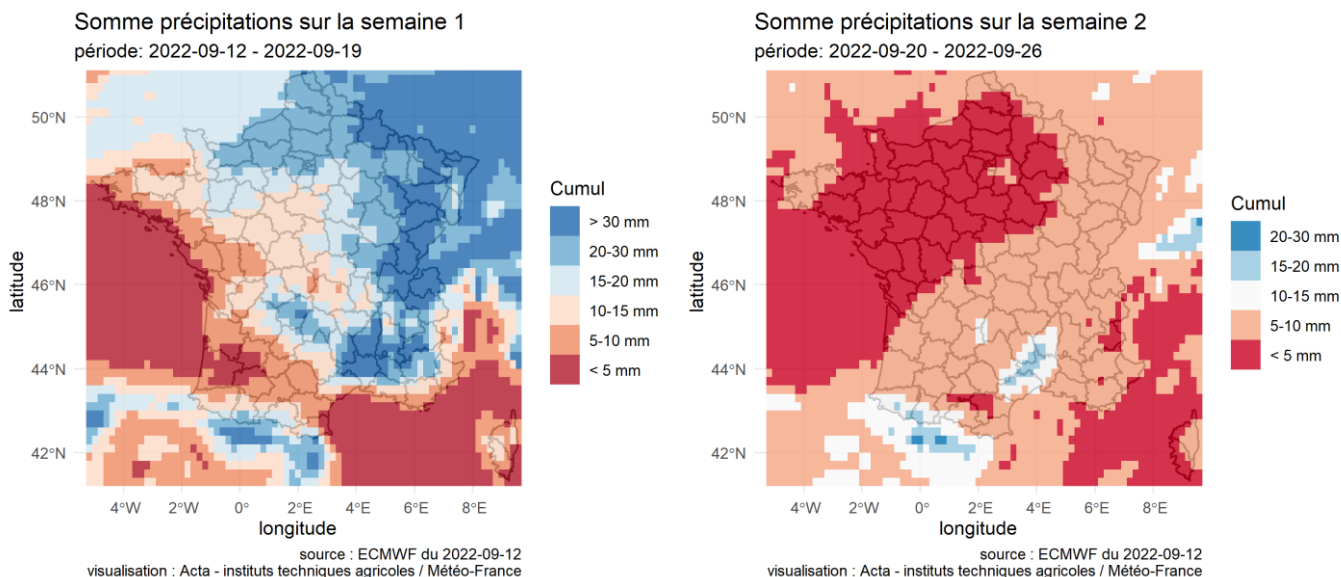 Somme précipitations sur la semaine 1
période: 2022-09-12 - 2022-09-19
50°N
48°N
46°N
44°N
42°N
latitude
4°W
2°W
0°
2°E
4°E
6°E
8°E
longitude
Cumul
> 30 mm
20-30 mm
15-20 mm
10-15 mm
5-10 mm
< 5 mm
source : ECMWF du 2022-09-12
visualisation : Acta - instituts techniques agricoles / Météo-France
Somme précipitations sur la semaine 2
période: 2022-09-20 - 2022-09-26
50°N
48°N
46°N
44°N
42°N
latitude
4°W
2°W
0°
2°E
4°E
6°E
8°E
longitude
Cumul
20-30 mm
15-20 mm
10-15 mm
5-10 mm
< 5 mm
source : ECMWF du 2022-09-12
visualisation : Acta - instituts techniques agricoles / Météo-France